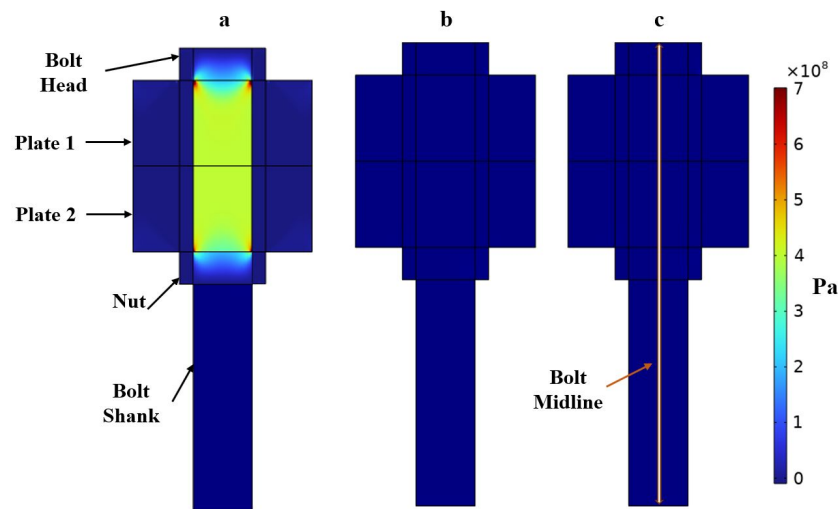 a
b
c
Bolt
Head
Plate 1
Plate 2
Nut
Bolt
Shank
Bolt
Midline
×10⁸
7
6
5
4
3
2
1
0
Pa